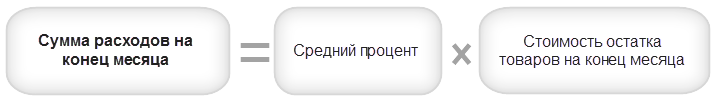 Сумма расходов на
конец месяца
=
Средний процент
×
Стоимость остатка
товаров на конец месяца